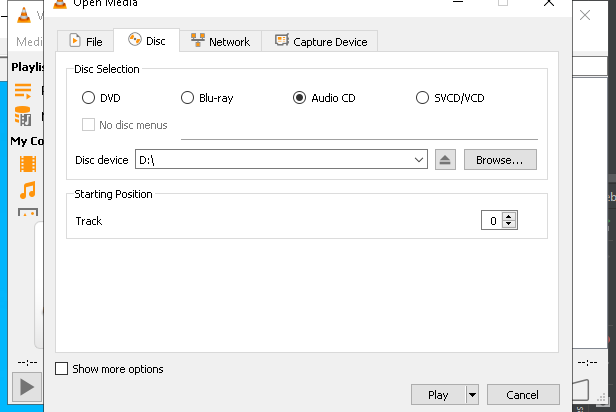 Open Media
Medi
File
Disc
Network
Capture Device
Playlis
Disc Selection
DVD
Blu-ray
Audio CD
SVCD/VCD
No disc menus
My Co
Disc device
D:\
Browse...
Starting Position
Track
0
--:--
--:--
Show more options
Play
Cancel